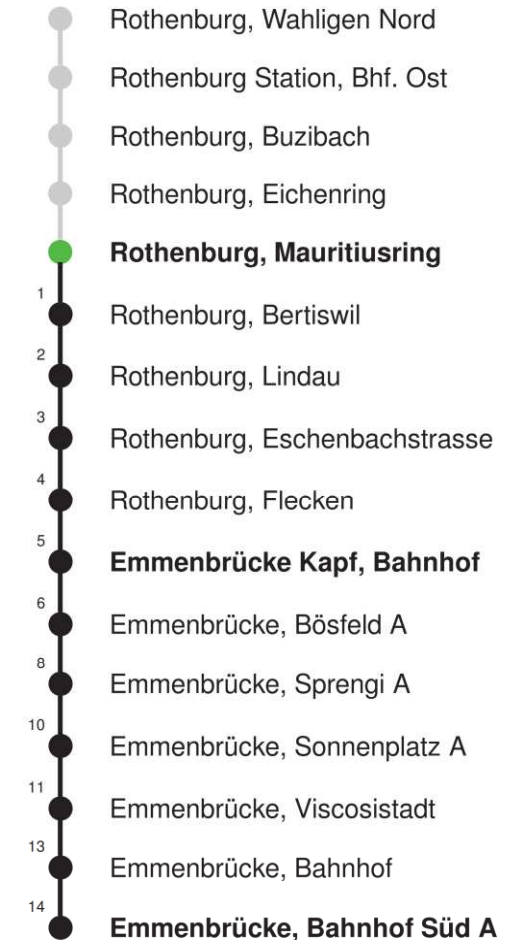 Rothenburg, Wahligen Nord
Rothenburg Station, Bhf. Ost
Rothenburg, Buzibach
Rothenburg, Eichenring
Rothenburg, Mauritiusring
1 Rothenburg, Bertiswil
2 Rothenburg, Lindau
3 Rothenburg, Eschenbachstrasse
4 Rothenburg, Flecken
5 Emmenbrücke Kapf, Bahnhof
6 Emmenbrücke, Bösfeld A
8 Emmenbrücke, Sprengi A
10 Emmenbrücke, Sonnenplatz A
11 Emmenbrücke, Viscosistadt
13 Emmenbrücke, Bahnhof
14 Emmenbrücke, Bahnhof Süd A